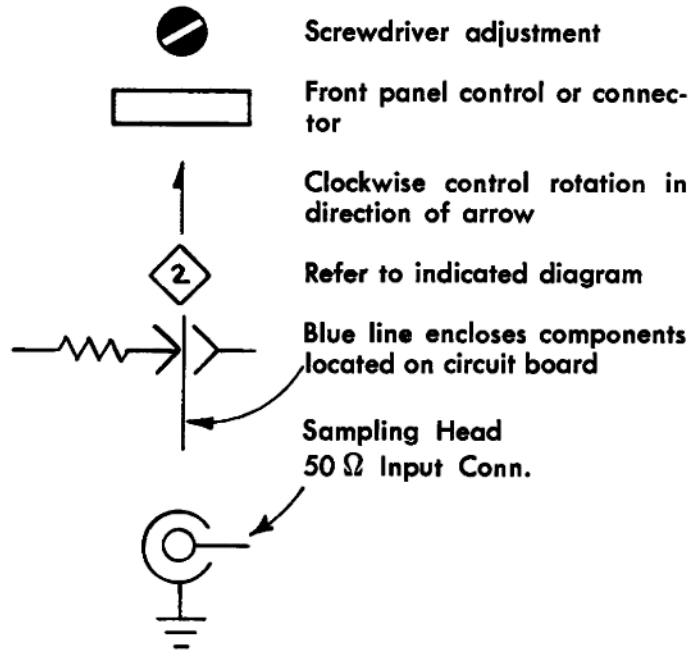 Screwdriver adjustment
Front panel control or connec-
tor
Clockwise control rotation in
direction of arrow
2
Refer to indicated diagram
Blue line encloses components
located on circuit board
Sampling Head
50 Ω Input Conn.